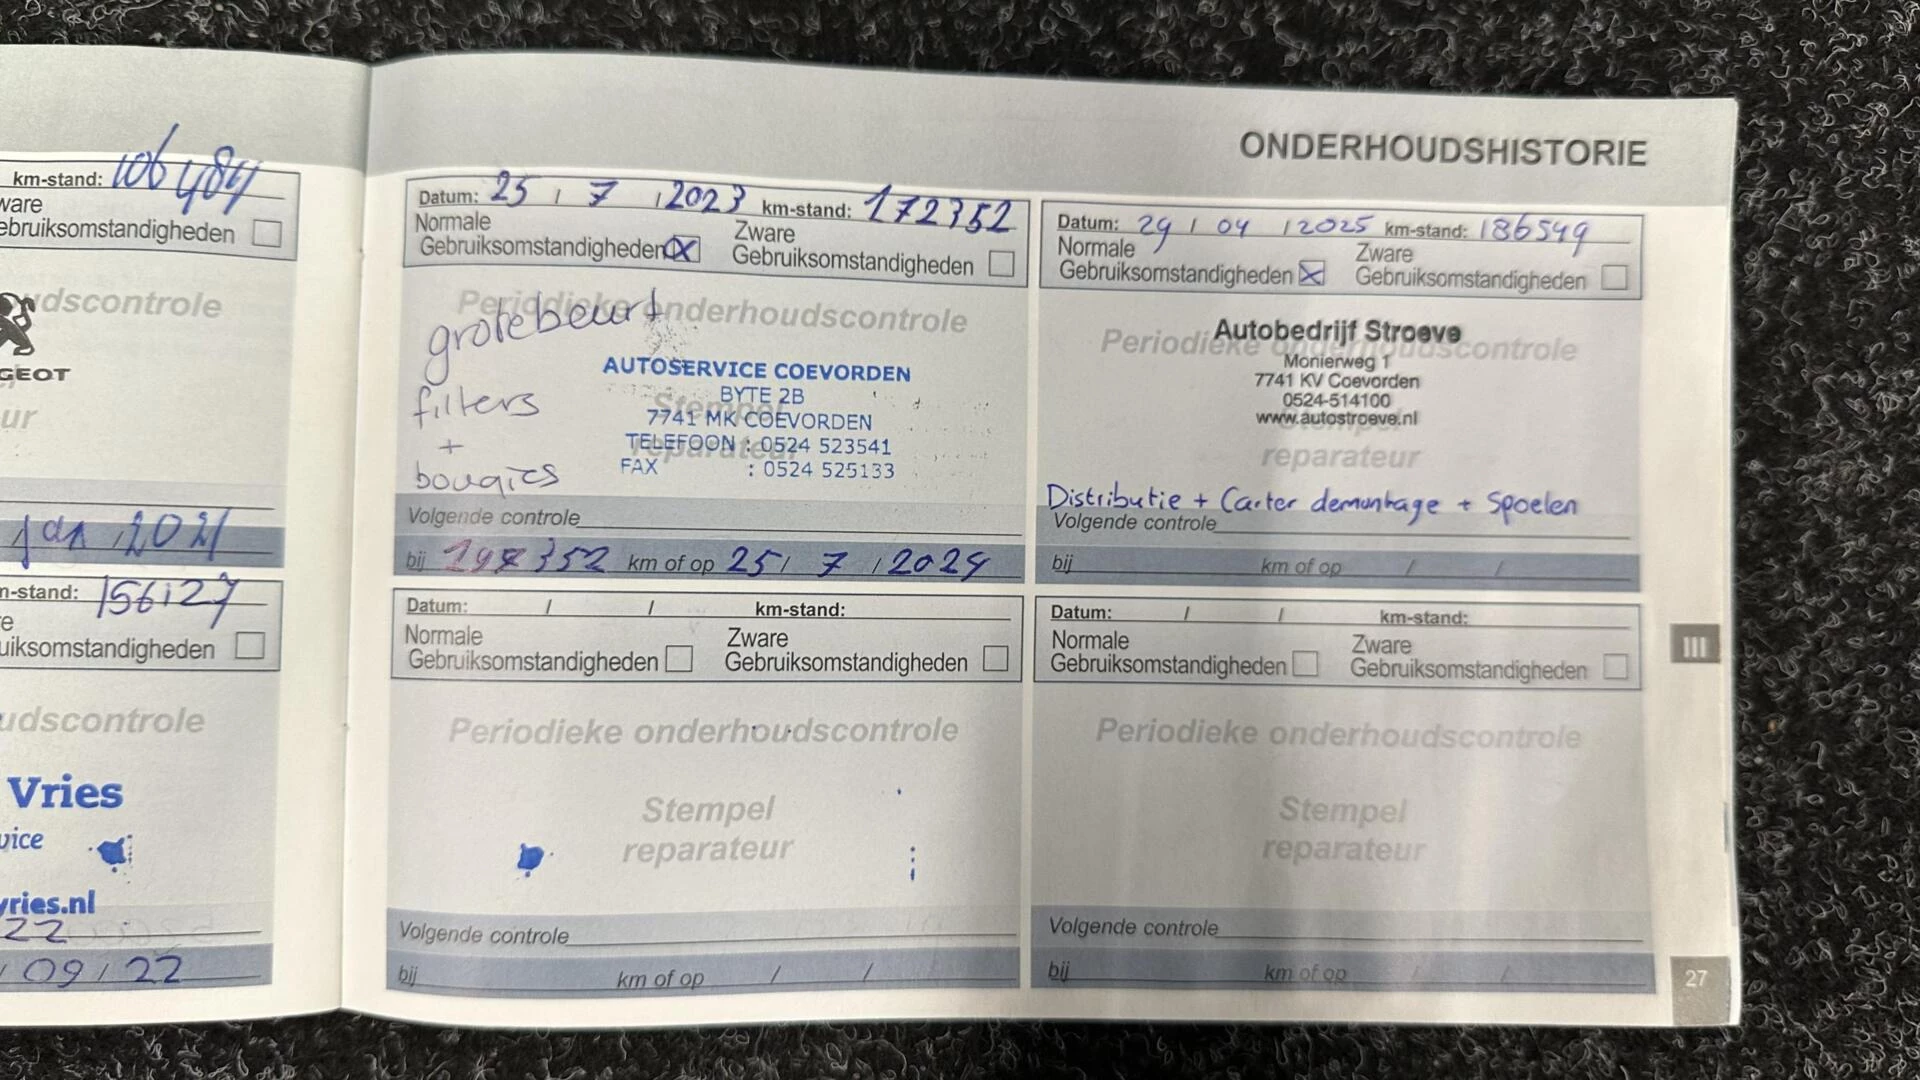 km-stand: 106484
ware
ebruiksomstandigheden
udscontrole
GEOT
ur
jan 2021
n-stand: 156127
e
uiksomstandigheden
udscontrole
Vries
vice
vries.nl
22
/ 09 / 22
ONDERHOUDSHISTORIE
Datum: 25 / 7 / 2023 km-stand: 172352
Normale Zware
Gebruiksomstandigheden Gebruiksomstandigheden
Periodieke onderhoudscontrole
grotebeurt
AUTOSERVICE COEVORDEN
filters
BYTE 2B
Stempel
7741 MK COEVORDEN
+
TELEFOON : 0524 523541
reparateur
bougies
FAX : 0524 525133
Volgende controle
bij 352 km of op 25 / 7 / 2024
Datum: 29 / 04 / 2025 km-stand: 186549
Normale Zware
Gebruiksomstandigheden Gebruiksomstandigheden
Autobedrijf Stroeve
Periodieke onderhoudscontrole
Monierweg 1
7741 KV Coevorden
0524-514100
www.autostroeve.nl
reparateur
Distributie + Carter demontage + Spoelen
Volgende controle
bij km of op / /
Datum: / / km-stand:
Normale Zware
Gebruiksomstandigheden Gebruiksomstandigheden
Periodieke onderhoudscontrole
Stempel
reparateur
Volgende controle
bij km of op / /
Datum: / / km-stand:
Normale Zware
Gebruiksomstandigheden Gebruiksomstandigheden
Periodieke onderhoudscontrole
Stempel
reparateur
Volgende controle
bij km of op / /
III
27